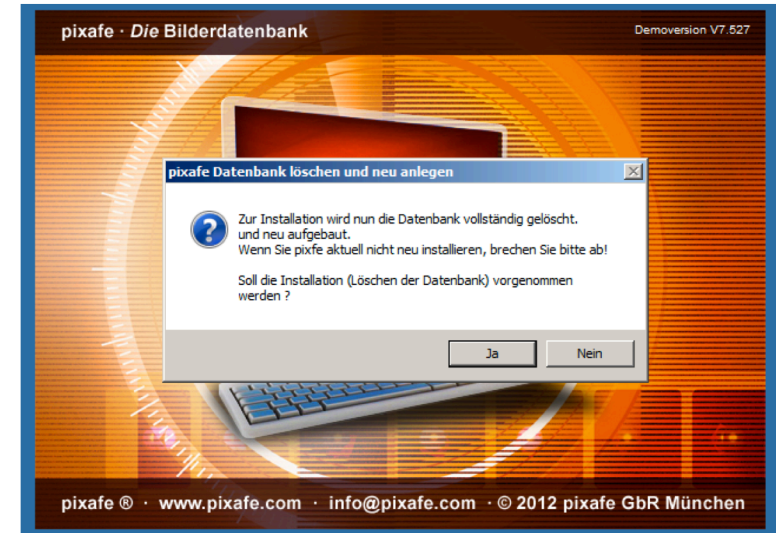 pixafe · Die Bilderdatenbank
Demoversion V7.527
pixafe Datenbank löschen und neu anlegen
Zur Installation wird nun die Datenbank vollständig gelöscht.
und neu aufgebaut.
Wenn Sie pixfe aktuell nicht neu installieren, brechen Sie bitte ab!
Soll die Installation (Löschen der Datenbank) vorgenommen
werden ?
Ja
Nein
pixafe ® · www.pixafe.com · info@pixafe.com · © 2012 pixafe GbR München